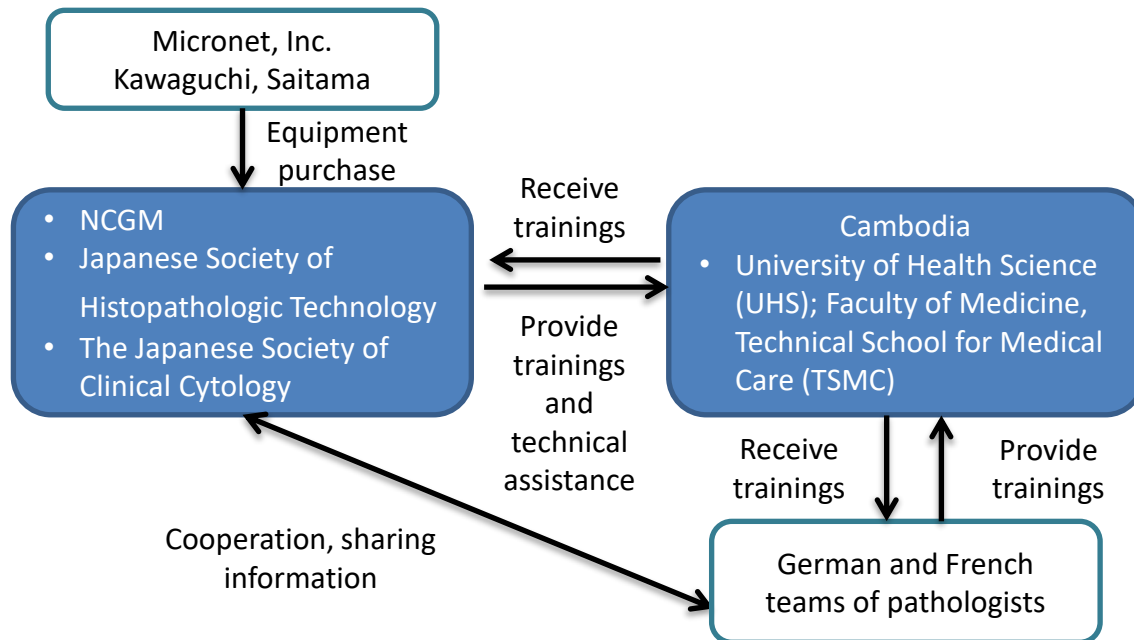 Micronet, Inc.
Kawaguchi, Saitama
Equipment
purchase
• NCGM
• Japanese Society of
Histopathologic Technology
• The Japanese Society of
Clinical Cytology
Receive
trainings
Provide
trainings
and
technical
assistance
Cambodia
• University of Health Science
(UHS); Faculty of Medicine,
Technical School for Medical
Care (TSMC)
Receive
trainings
Provide
trainings
Cooperation, sharing
information
German and French
teams of pathologists